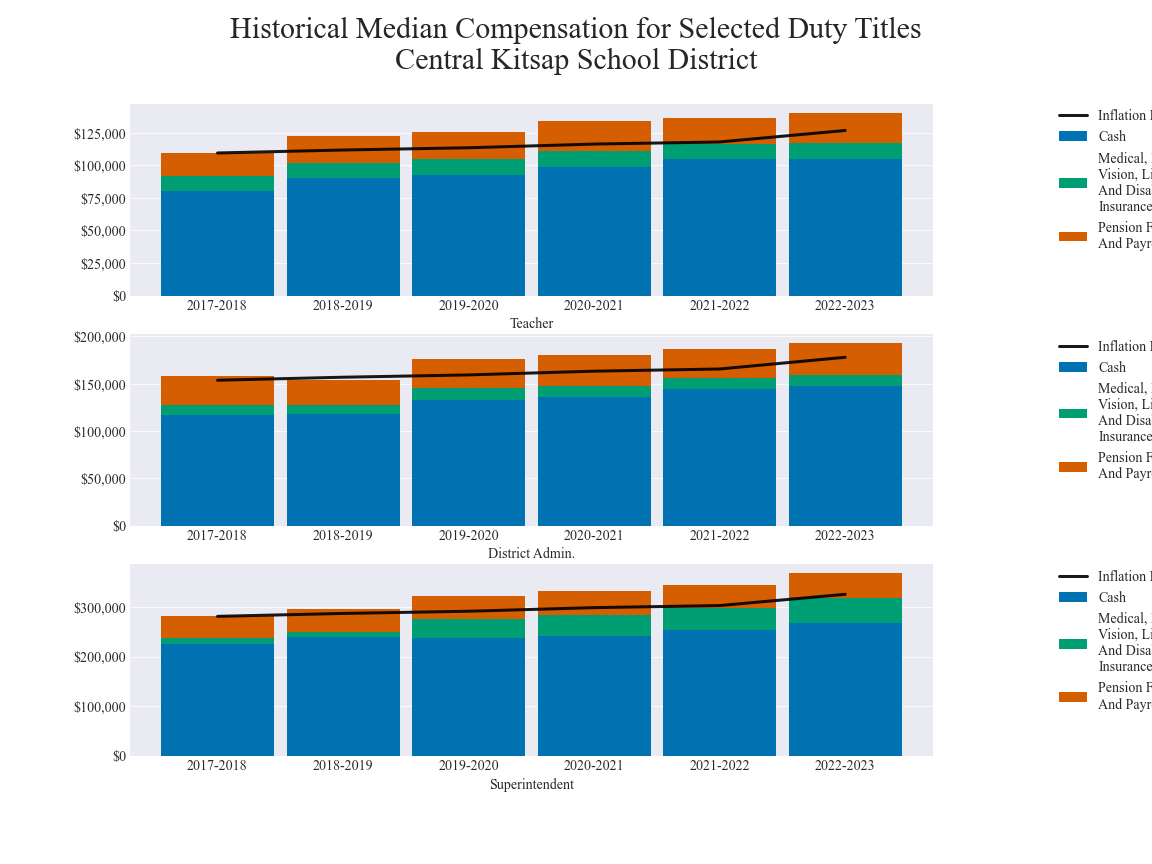 Historical Median Compensation for Selected Duty Titles
Central Kitsap School District
$125,000
$100,000
$75,000
$50,000
$25,000
$0
2017-2018 2018-2019 2019-2020 2020-2021 2021-2022 2022-2023
Teacher
Inflation
Cash
Medical,
Vision,
And
Insurance
Pension
And
$200,000
$150,000
$100,000
$50,000
$0
2017-2018 2018-2019 2019-2020 2020-2021 2021-2022 2022-2023
District Admin.
Inflation
Cash
Medical,
Vision,
And
Insurance
Pension
And
$300,000
$200,000
$100,000
$0
2017-2018 2018-2019 2019-2020 2020-2021 2021-2022 2022-2023
Superintendent
Inflation
Cash
Medical,
Vision,
And
Insurance
Pension
And